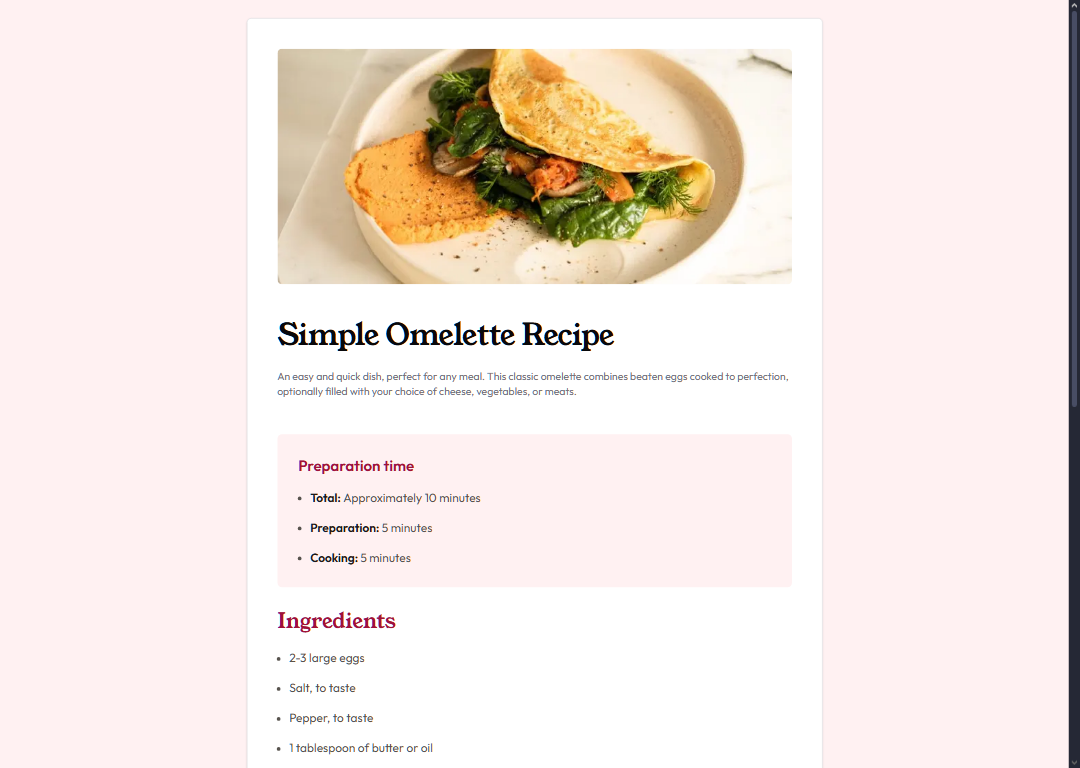 Simple Omelette Recipe
An easy and quick dish, perfect for any meal. This classic omelette combines beaten eggs cooked to perfection,
optionally filled with your choice of cheese, vegetables, or meats.
Preparation time
Total: Approximately 10 minutes
Preparation: 5 minutes
Cooking: 5 minutes
Ingredients
2-3 large eggs
Salt, to taste
Pepper, to taste
1 tablespoon of butter or oil